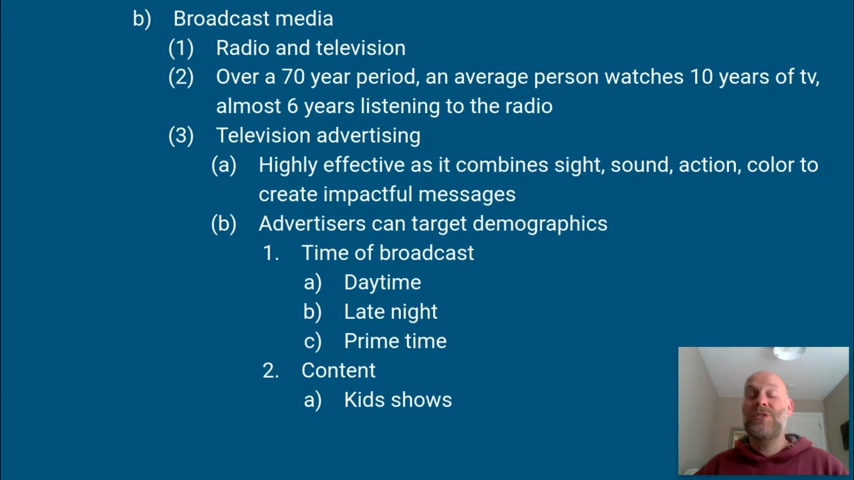 b) Broadcast media
(1) Radio and television
(2) Over a 70 year period, an average person watches 10 years of tv,
almost 6 years listening to the radio
(3) Television advertising
(a) Highly effective as it combines sight, sound, action, color to
create impactful messages
(b) Advertisers can target demographics
1. Time of broadcast
a) Daytime
b) Late night
c) Prime time
2. Content
a) Kids shows